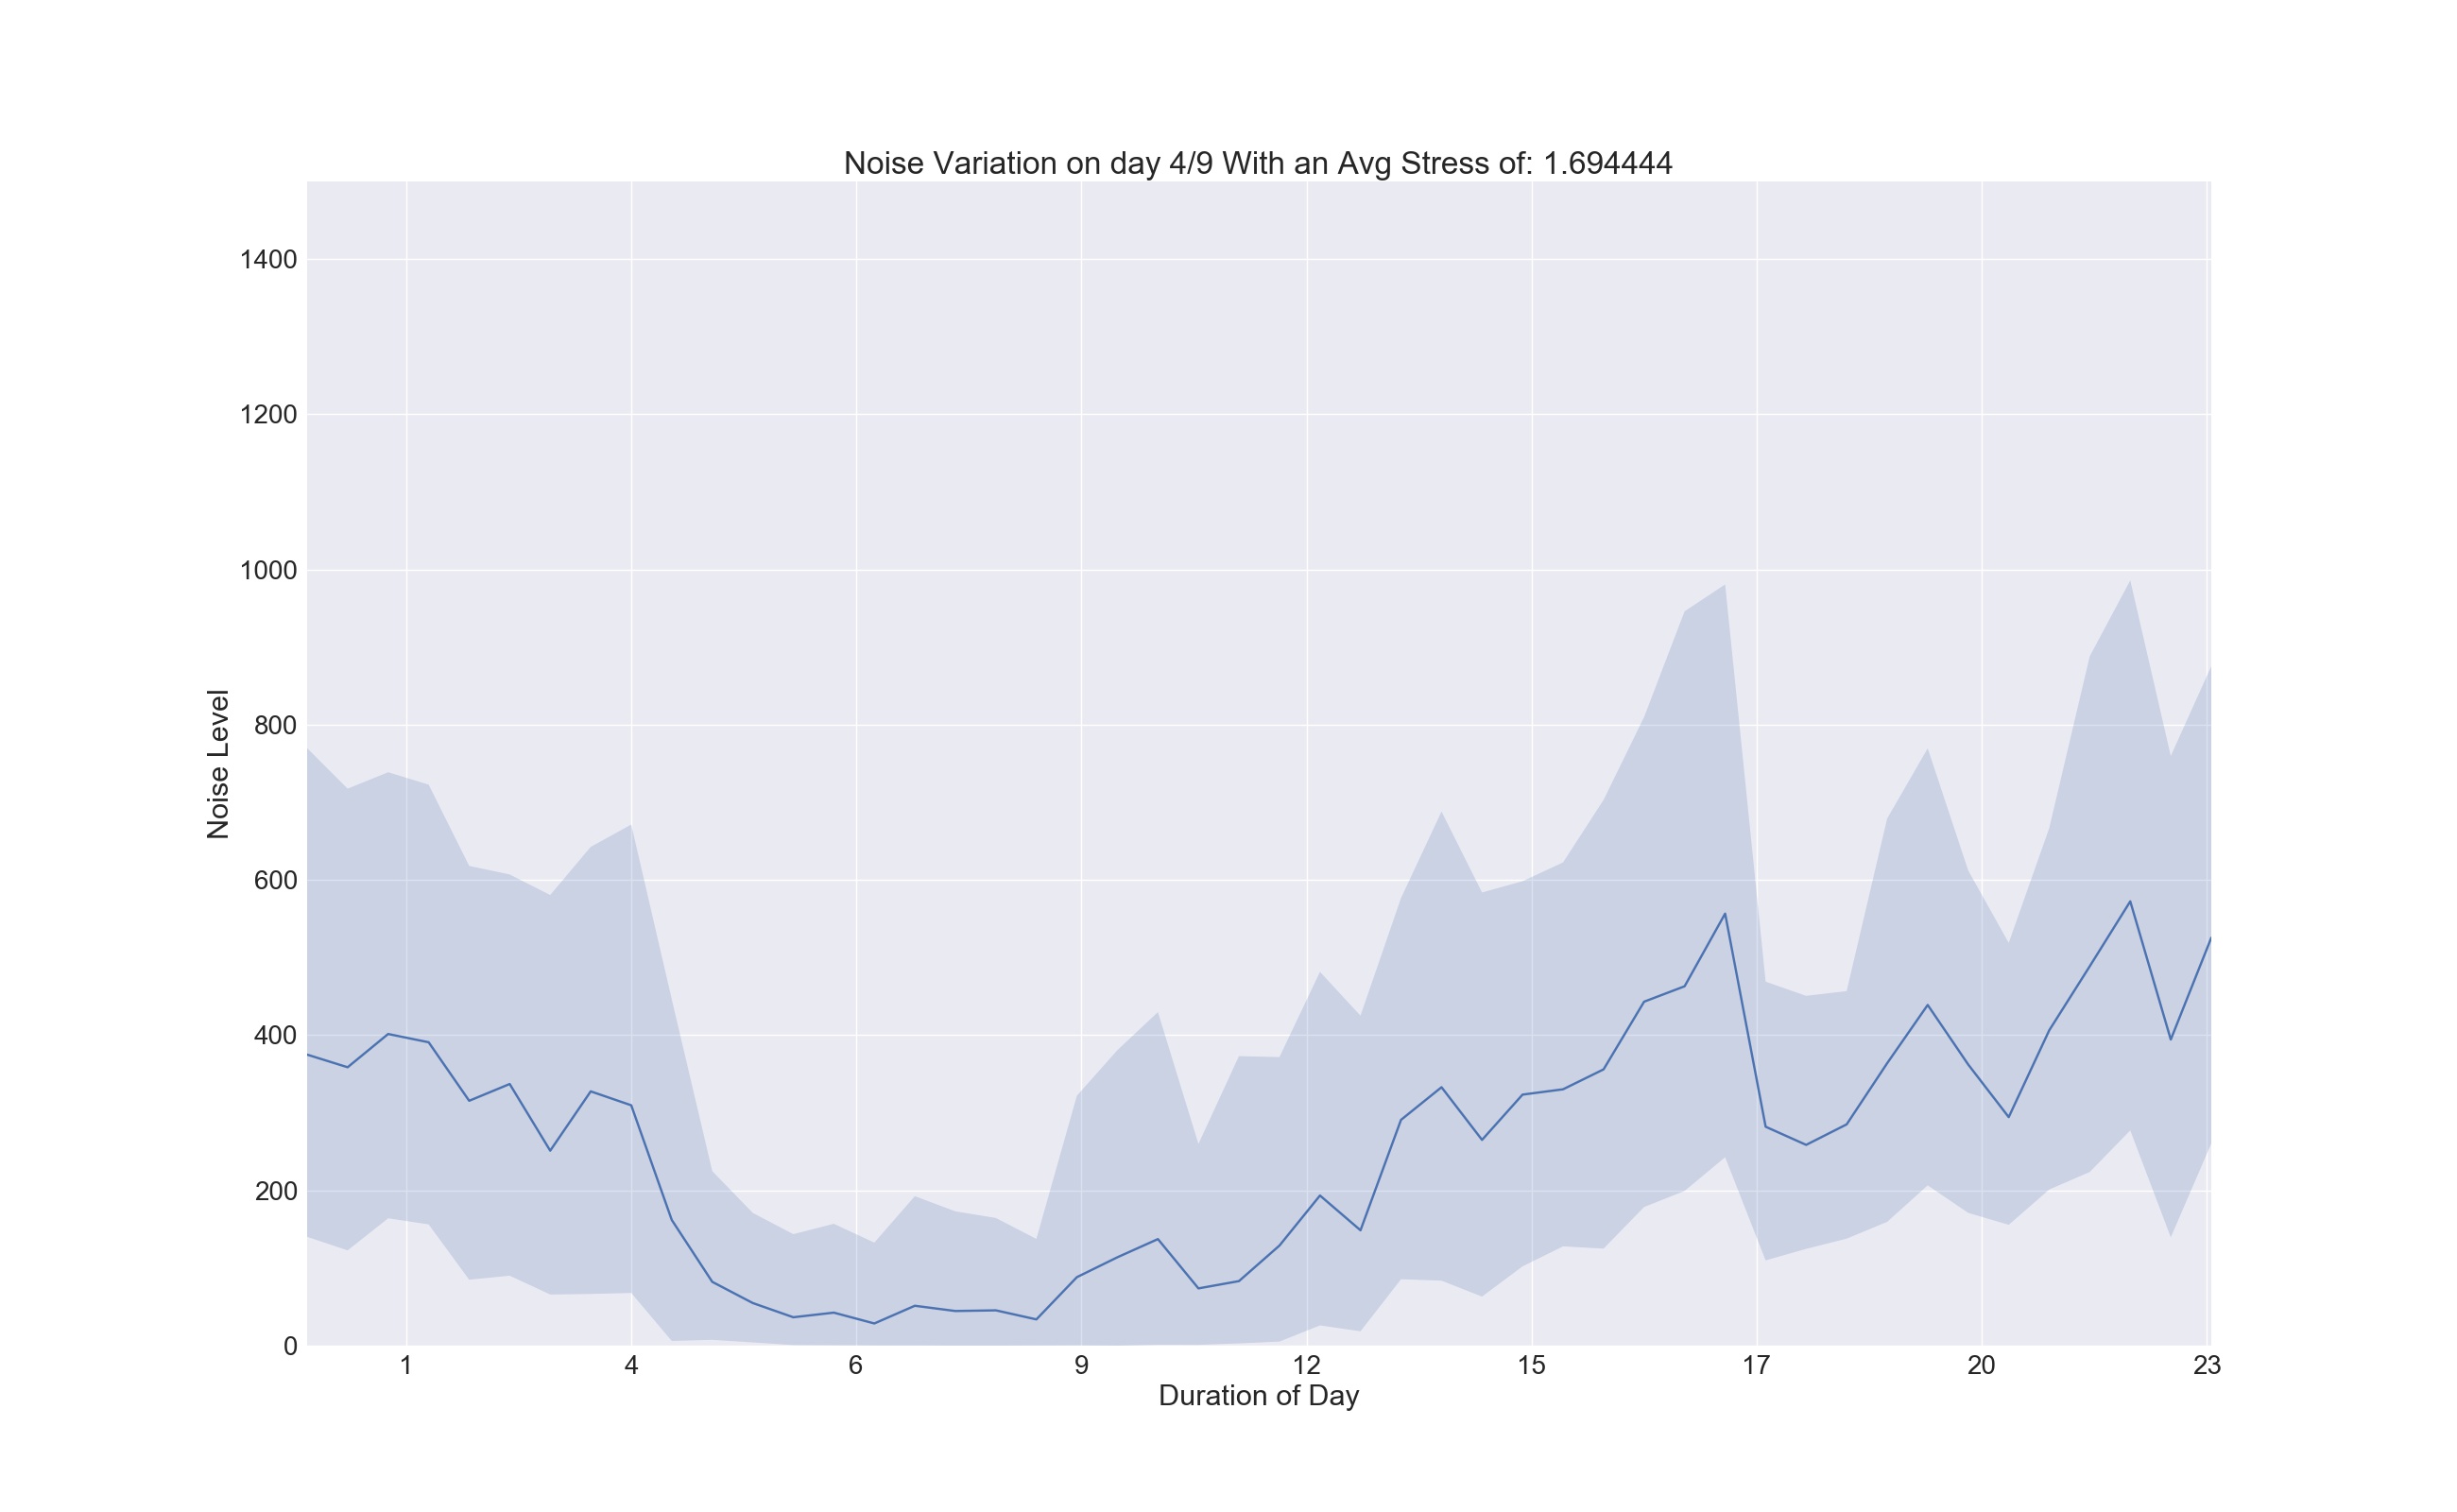 Noise Variation on day 4/9 With an Avg Stress of: 1.694444
1400
1200
1000
800
600
400
200
0
Noise Level
1 4 6 9 12 15 17 20 23
Duration of Day